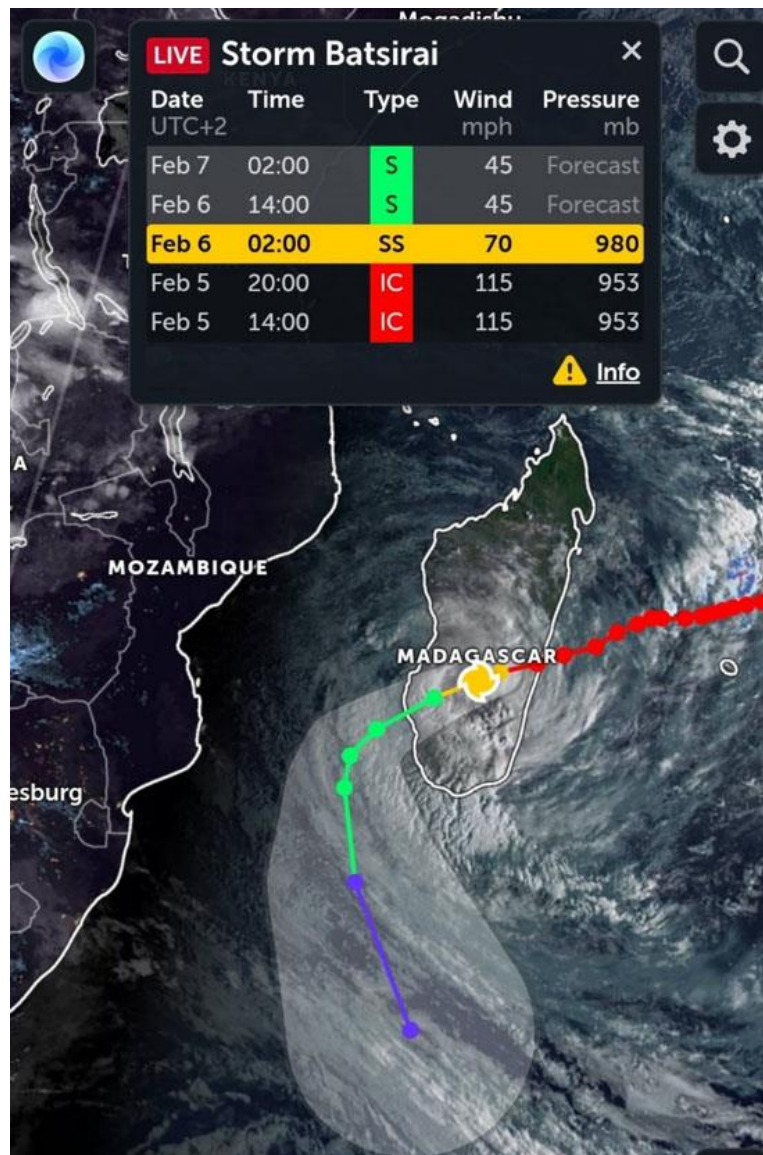 Mogadishu
LIVE Storm Batsirai
KENYA
Date Time Type Wind Pressure
UTC+2 mph mb
Feb 7 02:00 S 45 Forecast
Feb 6 14:00 S 45 Forecast
Feb 6 02:00 SS 70 980
Feb 5 20:00 IC 115 953
Feb 5 14:00 IC 115 953
Info
A
MOZAMBIQUE
MADAGASCAR
esburg